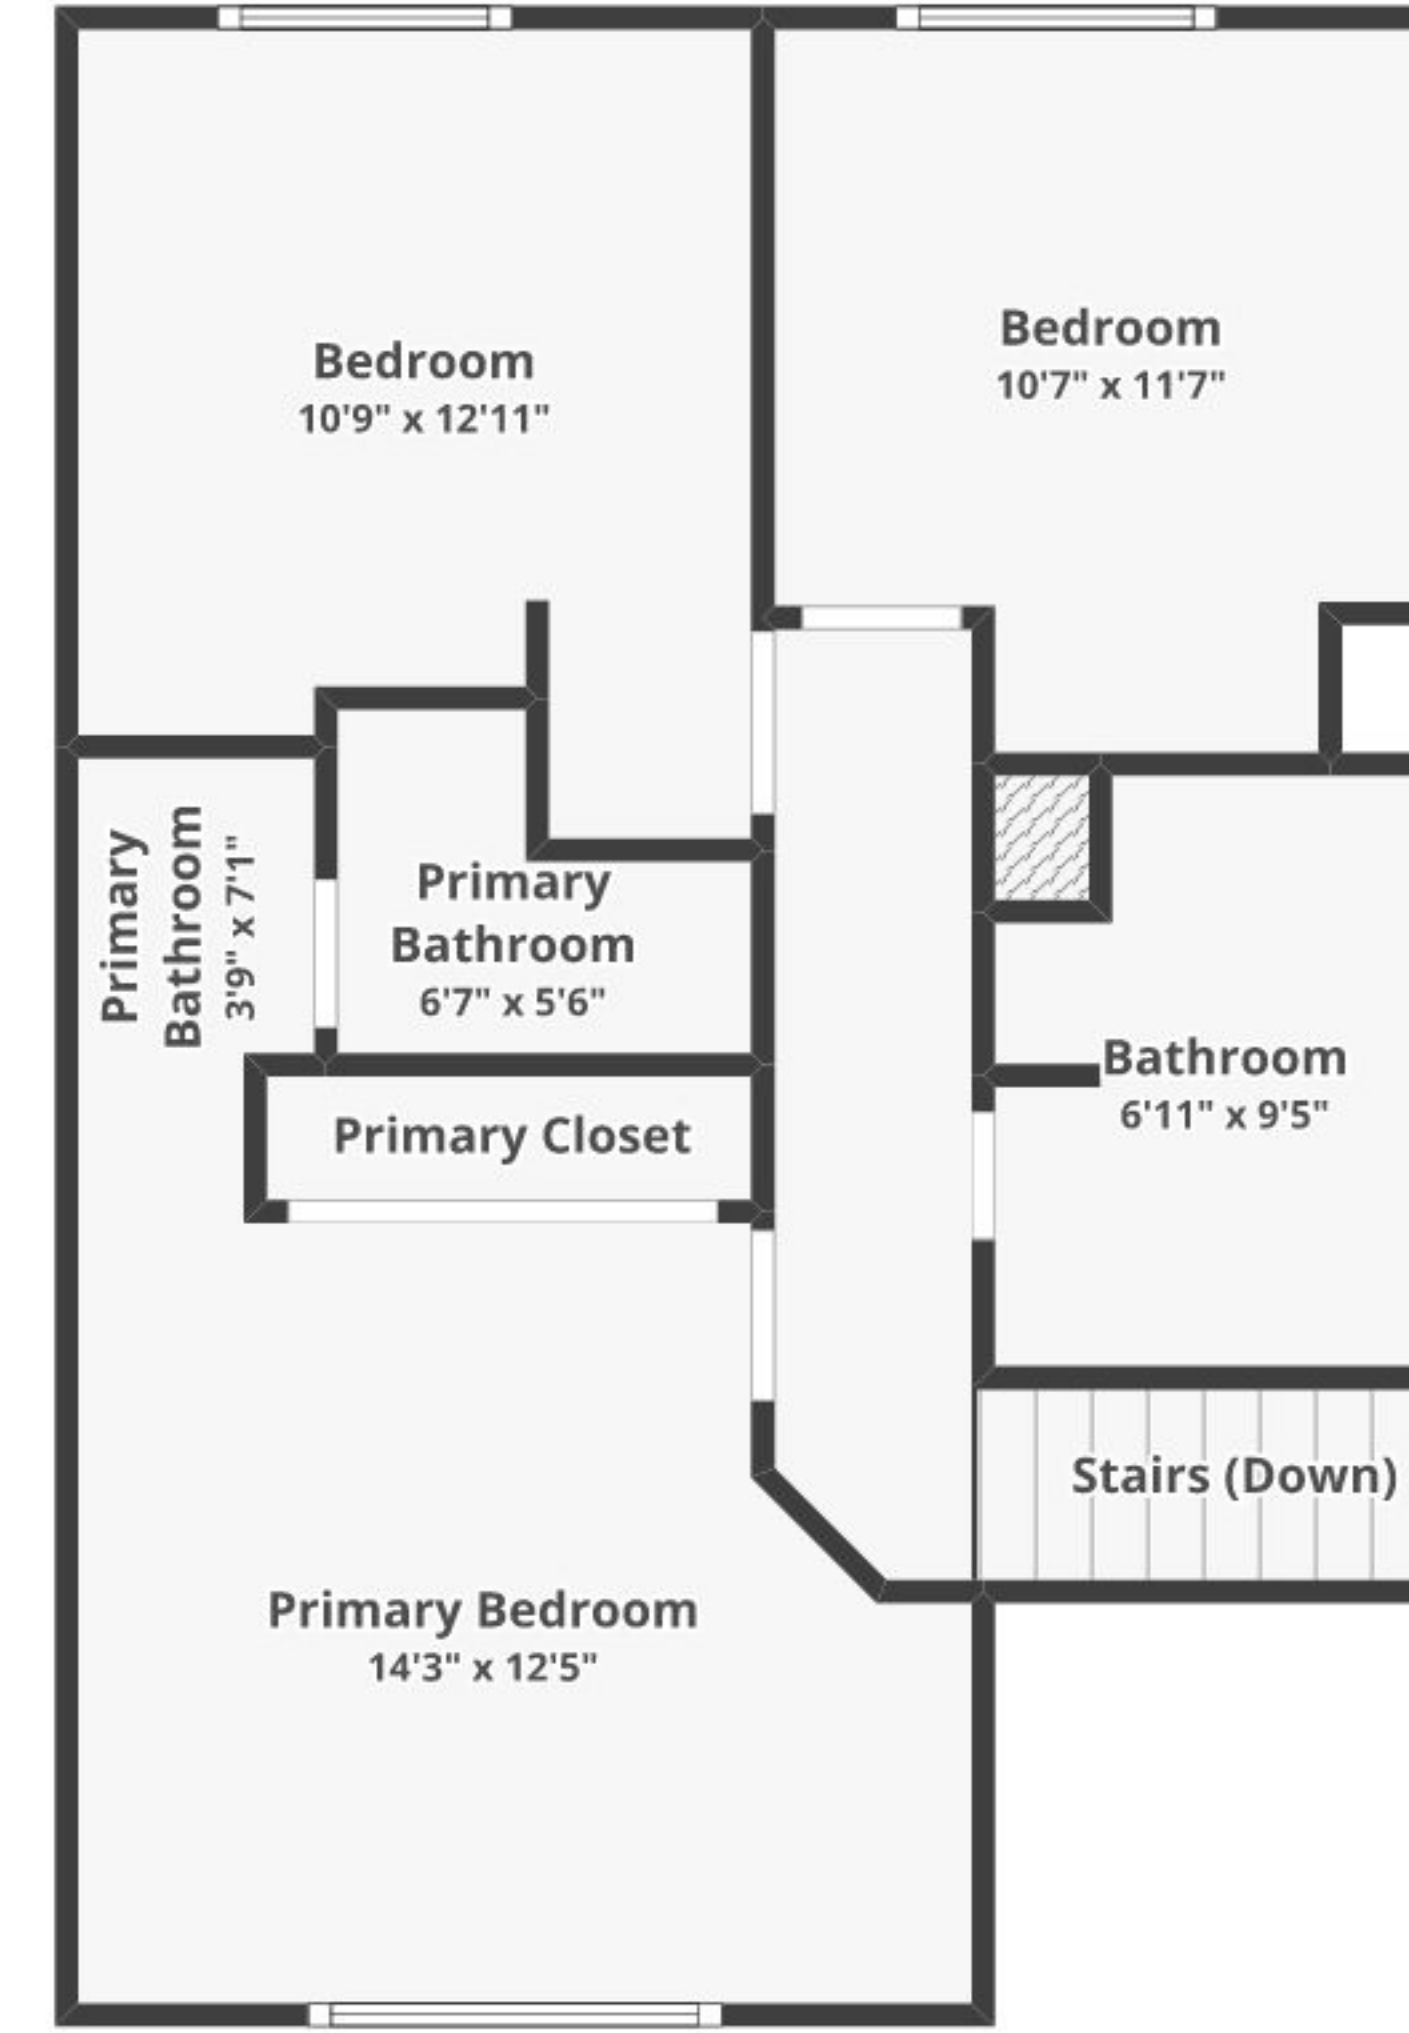 Bedroom
10'9" x 12'11"
Bedroom
10'7" x 11'7"
Primary
Bathroom
3'9" x 7'1"
Primary
Bathroom
6'7" x 5'6"
Bathroom
6'11" x 9'5"
Primary Closet
Stairs (Down)
Primary Bedroom
14'3" x 12'5"